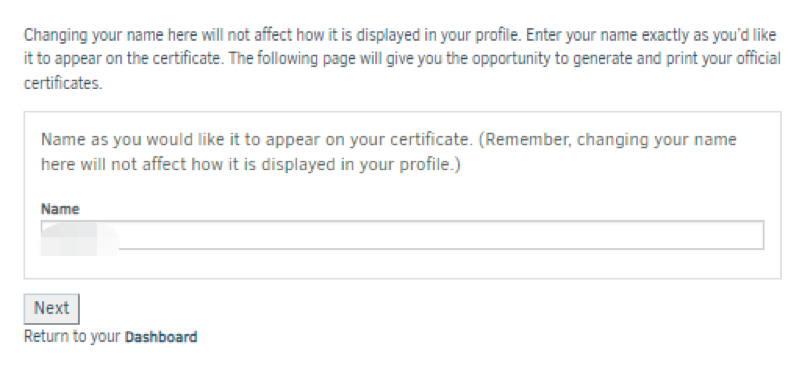 Changing your name here will not affect how it is displayed in your profile. Enter your name exactly as you'd like
it to appear on the certificate. The following page will give you the opportunity to generate and print your official
certificates.
Name as you would like it to appear on your certificate. (Remember, changing your name
here will not affect how it is displayed in your profile.)
Name
Next
Return to your Dashboard